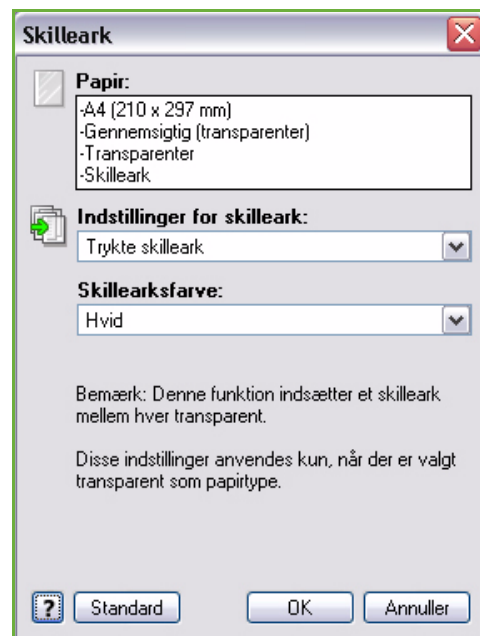 Skilleark
Papir:
-A4 (210 x 297 mm)
-Gennemsigtig (transparenter)
-Transparenter
-Skilleark
Indstillinger for skilleark:
Trykte skilleark
Skillearksfarve:
Hvid
Bemærk: Denne funktion indsætter et skilleark
mellem hver transparent.
Disse indstillinger anvendes kun, når der er valgt
transparent som papirtype.
? Standard OK Annuller